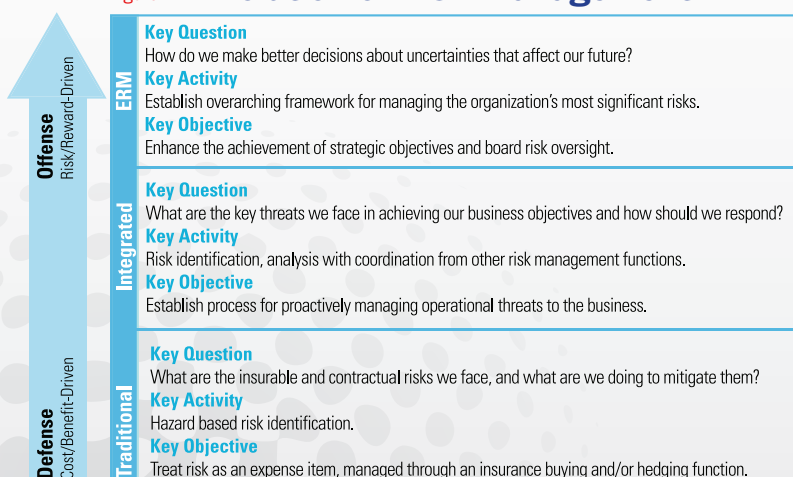 Key Question
How do we make better decisions about uncertainties that affect our future?
Key Activity
Establish overarching framework for managing the organization's most significant risks.
Key Objective
Enhance the achievement of strategic objectives and board risk oversight.
ERM
Offense
Risk/Reward-Driven
Key Question
What are the key threats we face in achieving our business objectives and how should we respond?
Key Activity
Risk identification, analysis with coordination from other risk management functions.
Key Objective
Establish process for proactively managing operational threats to the business.
Integrated
Key Question
What are the insurable and contractual risks we face, and what are we doing to mitigate them?
Key Activity
Hazard based risk identification.
Key Objective
Treat risk as an expense item, managed through an insurance buying and/or hedging function.
Traditional
Defense
Cost/Benefit-Driven